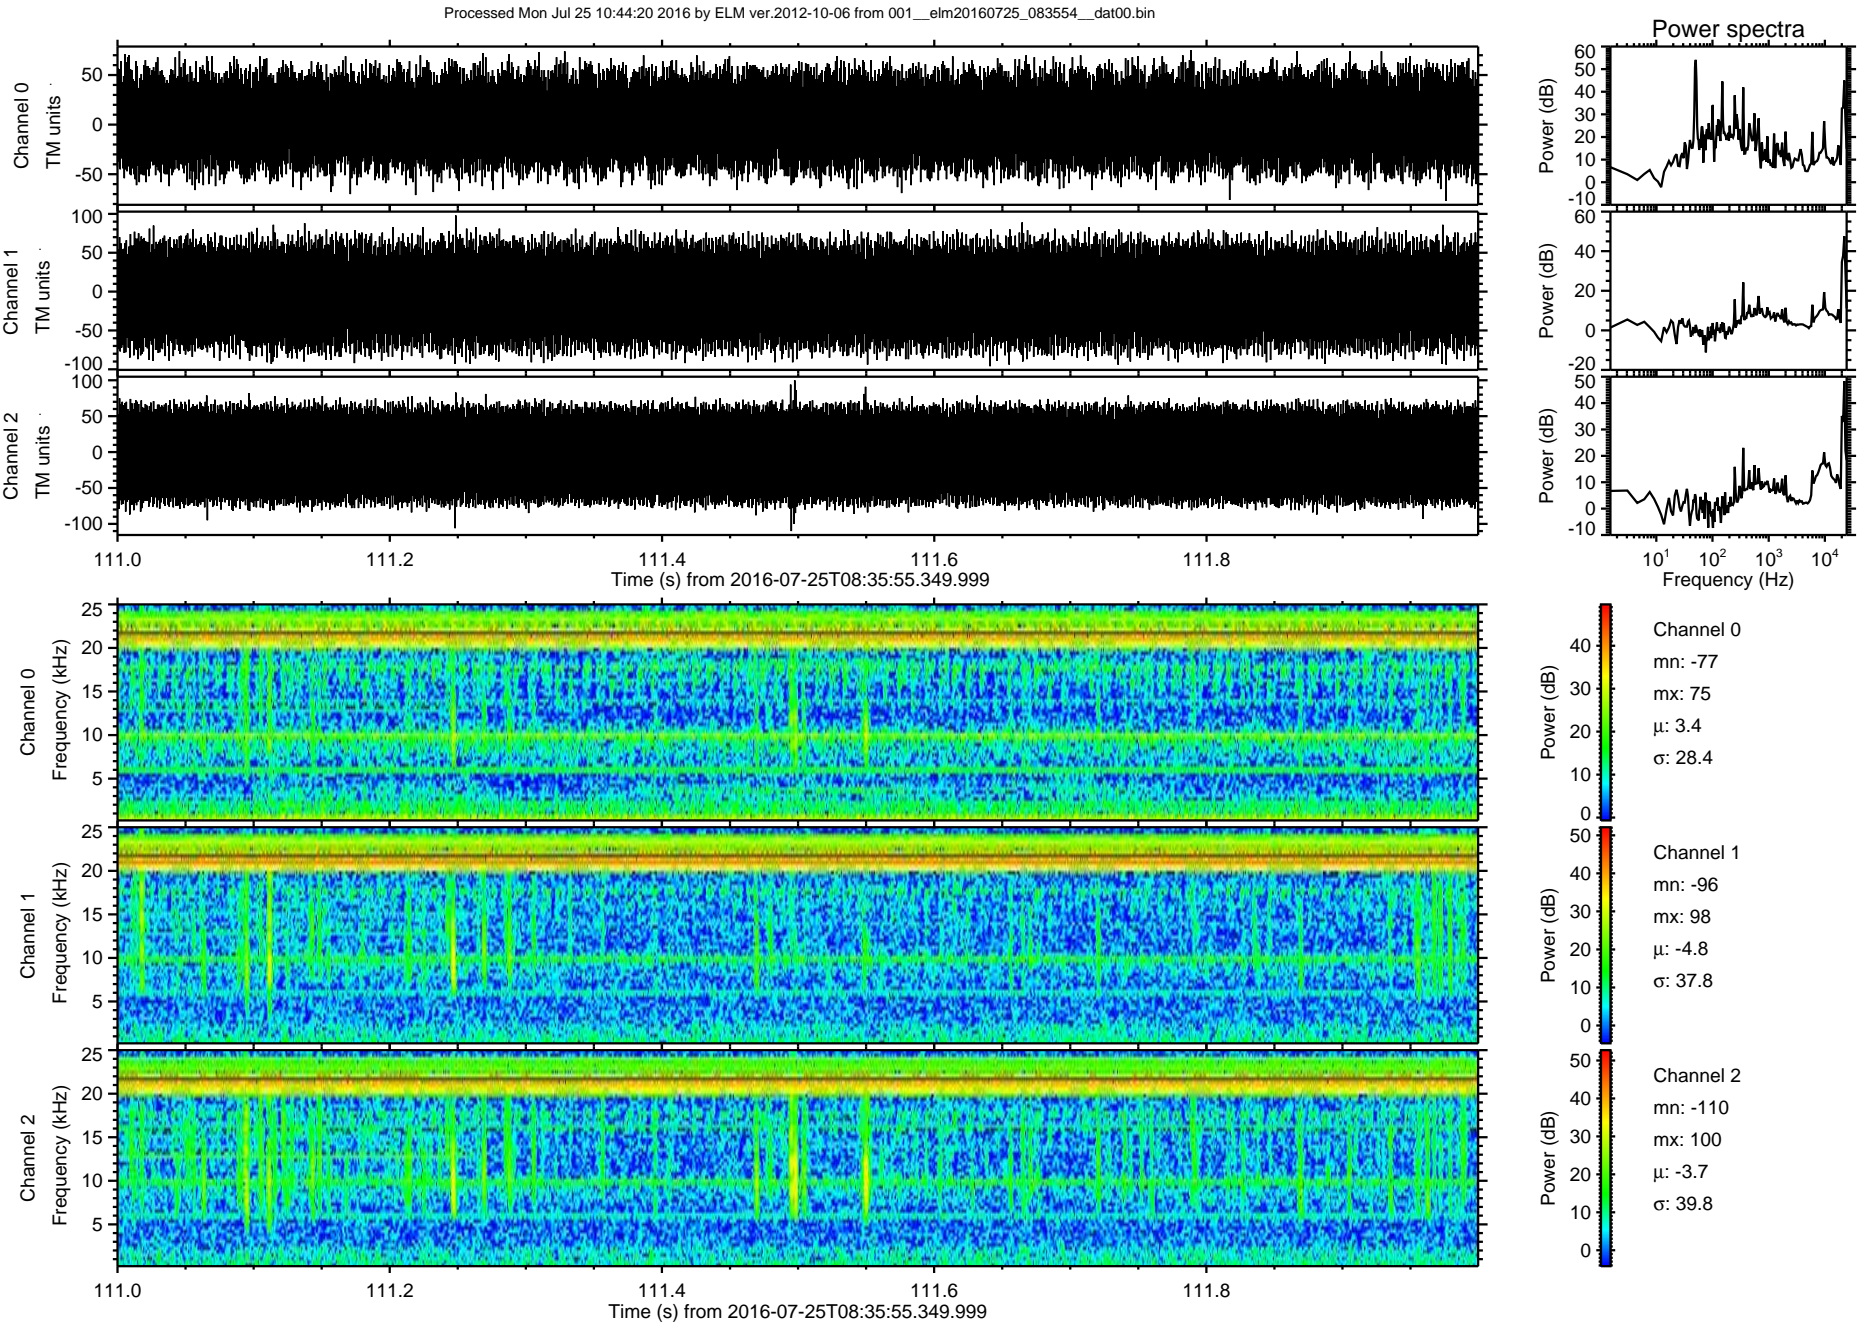 Processed Mon Jul 25 10:44:20 2016 by ELM ver.2012-10-06 from 001__elm20160725_083554__dat00.bin
Power spectra
Channel 0
TM units
50
0
-50
Power (dB)
60
50
40
30
20
10
0
-10
Channel 1
TM units
100
50
0
-50
-100
Power (dB)
60
40
20
0
-20
Channel 2
TM units
100
50
0
-50
-100
Power (dB)
50
40
30
20
10
0
-10
111.0 111.2 111.4 111.6 111.8
Time (s) from 2016-07-25T08:35:55.349.999
10¹ 10² 10³ 10⁴
Frequency (Hz)
Channel 0
Frequency (kHz)
25
20
15
10
5
Power (dB)
40
30
20
10
0
Channel 0
mn: -77
mx: 75
μ: 3.4
σ: 28.4
Channel 1
Frequency (kHz)
25
20
15
10
5
Power (dB)
50
40
30
20
10
0
Channel 1
mn: -96
mx: 98
μ: -4.8
σ: 37.8
Channel 2
Frequency (kHz)
25
20
15
10
5
Power (dB)
50
40
30
20
10
0
Channel 2
mn: -110
mx: 100
μ: -3.7
σ: 39.8
111.0 111.2 111.4 111.6 111.8
Time (s) from 2016-07-25T08:35:55.349.999